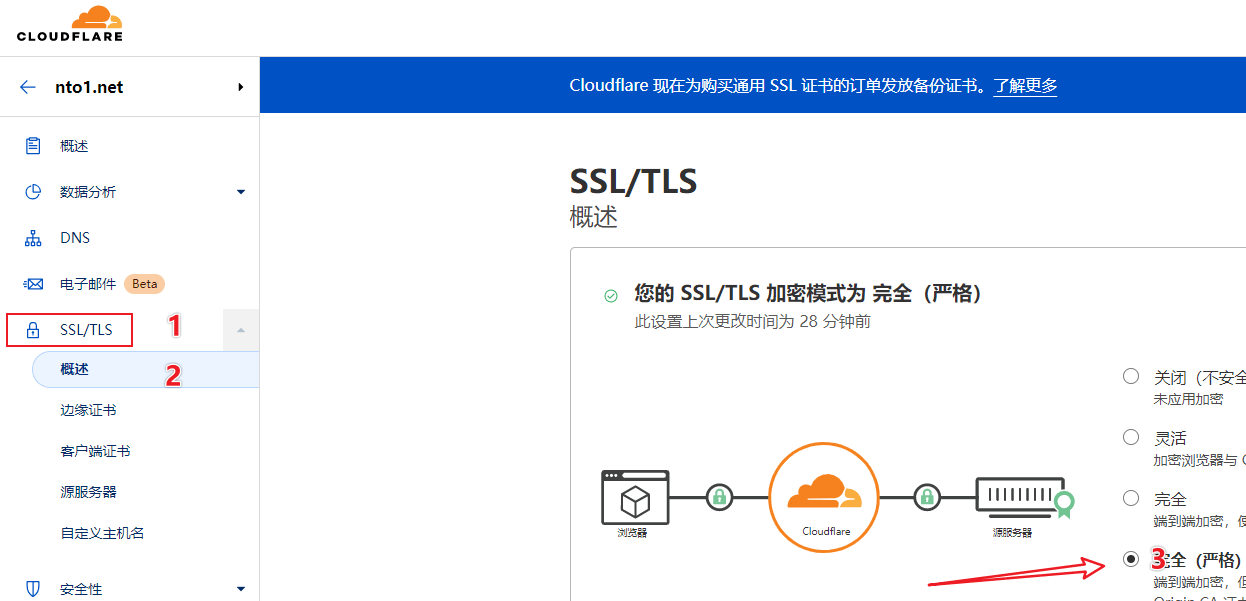 CLOUDFLARE
nto1.net
Cloudflare 现在为购买通用 SSL 证书的订单发放备份证书。了解更多
概述
数据分析
DNS
电子邮件 Beta
SSL/TLS 1
概述 2
边缘证书
客户端证书
源服务器
自定义主机名
安全性
SSL/TLS
概述
您的 SSL/TLS 加密模式为 完全（严格）
此设置上次更改时间为 28 分钟前
浏览器
Cloudflare
源服务器
关闭（不安全
未应用加密
灵活
加密浏览器与
完全
端到端加密，使
3 完全（严格）
端到端加密，但
Origin CA 证书